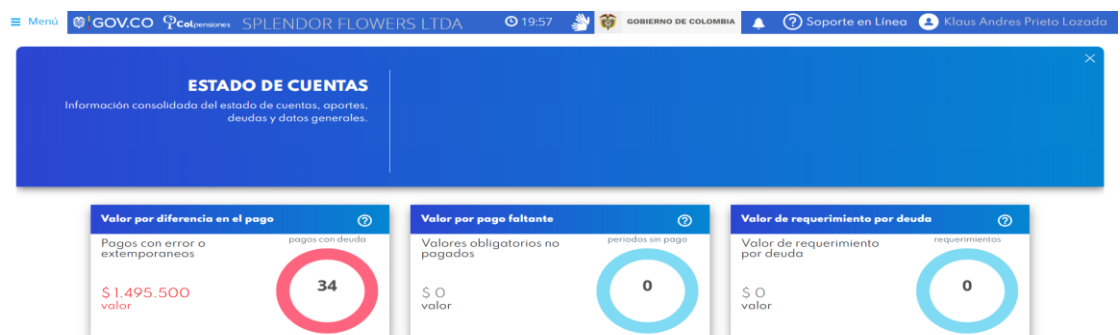 Menú GOV.CO Colpensiones SPLENDOR FLOWERS LTDA 19:57 GOBIERNO DE COLOMBIA Soporte en Línea Klaus Andres Prieto Lozada
ESTADO DE CUENTAS
Información consolidada del estado de cuentas, aportes,
deudas y datos generales.
Valor por diferencia en el pago
pagos con deuda
Pagos con error o
extemporaneos
34
$ 1.495.500
valor
Valor por pago faltante
periodos sin pago
Valores obligatorios no
pagados
0
$ 0
valor
Valor de requerimiento por deuda
requerimientos
Valor de requerimiento
por deuda
0
$ 0
valor